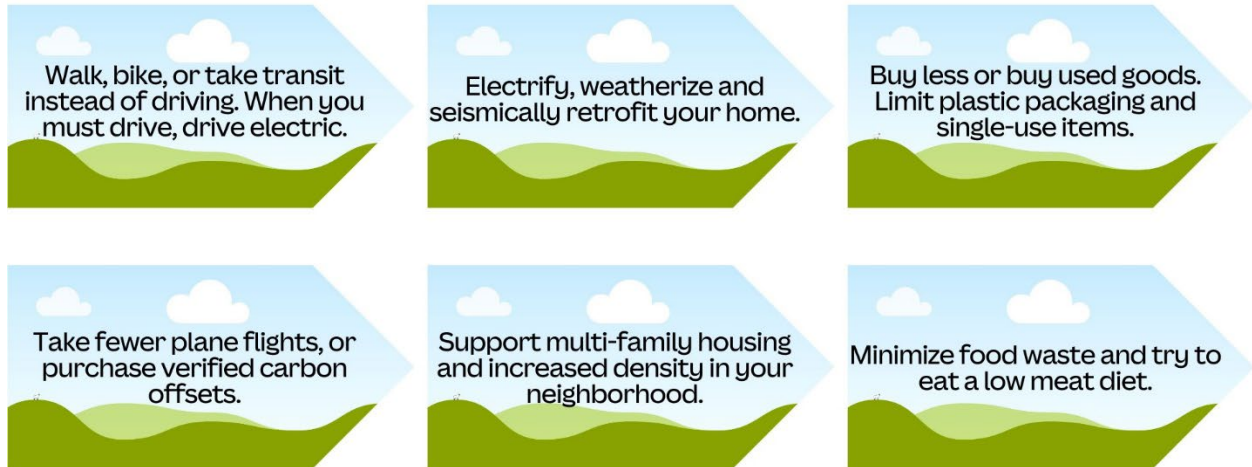 Walk, bike, or take transit
instead of driving. When you
must drive, drive electric.
Electrify, weatherize and
seismically retrofit your home.
Buy less or buy used goods.
Limit plastic packaging and
single-use items.
Take fewer plane flights, or
purchase verified carbon
offsets.
Support multi-family housing
and increased density in your
neighborhood.
Minimize food waste and try to
eat a low meat diet.